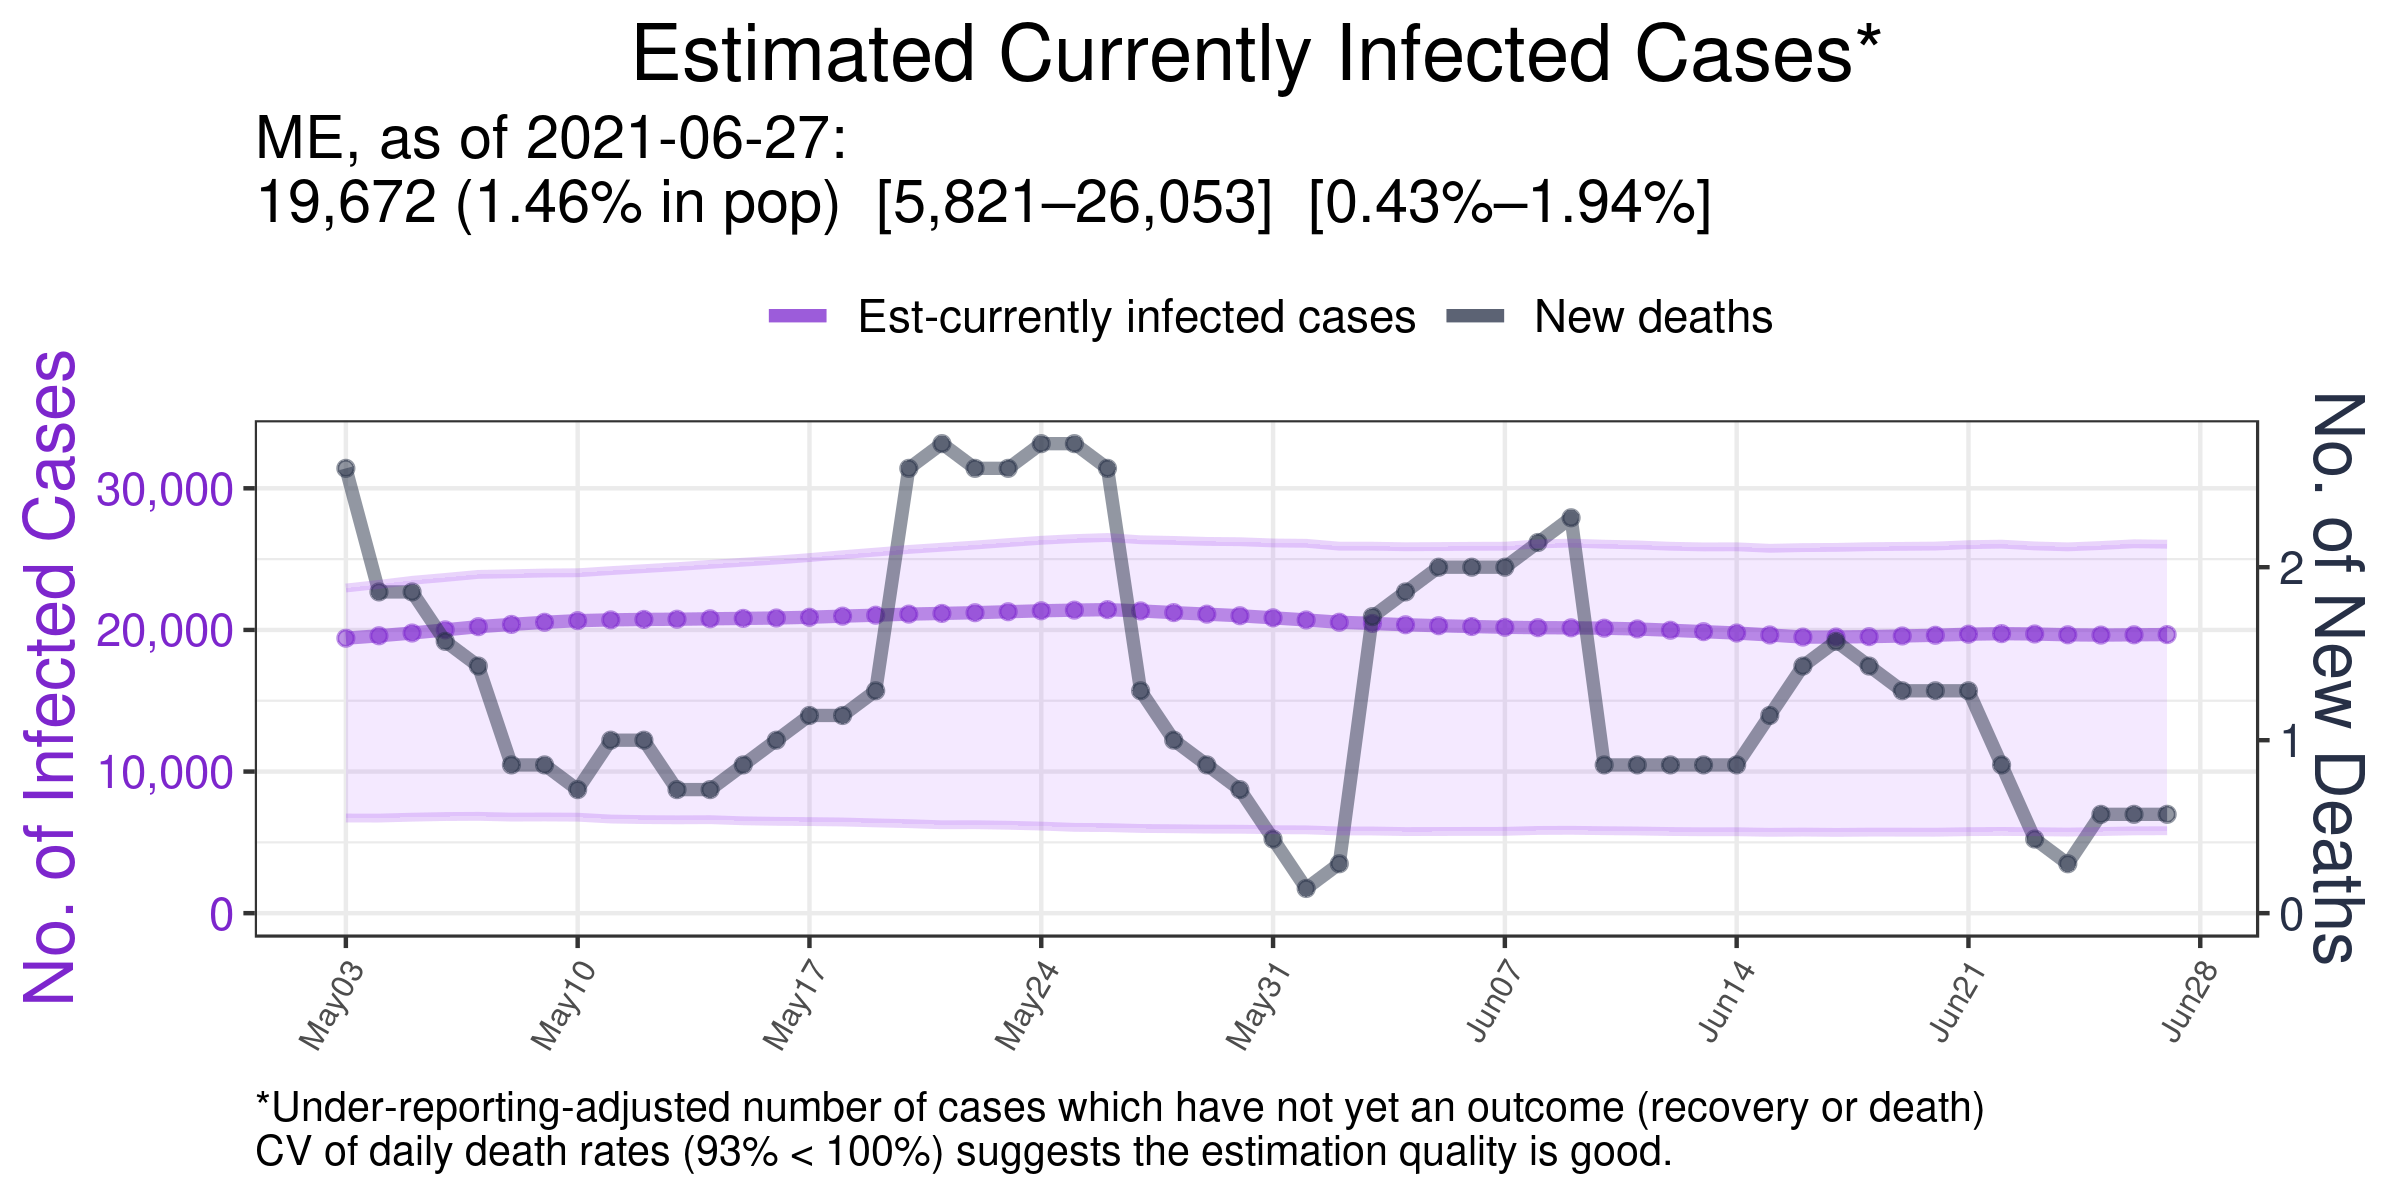 Estimated Currently Infected Cases*
ME, as of 2021-06-27:
19,672 (1.46% in pop)  [5,821–26,053]  [0.43%–1.94%]
Est-currently infected cases
New deaths
No. of Infected Cases
30,000
20,000
10,000
0
No. of New Deaths
2
1
0
May03
May10
May17
May24
May31
Jun07
Jun14
Jun21
Jun28
*Under-reporting-adjusted number of cases which have not yet an outcome (recovery or death)
CV of daily death rates (93% < 100%) suggests the estimation quality is good.